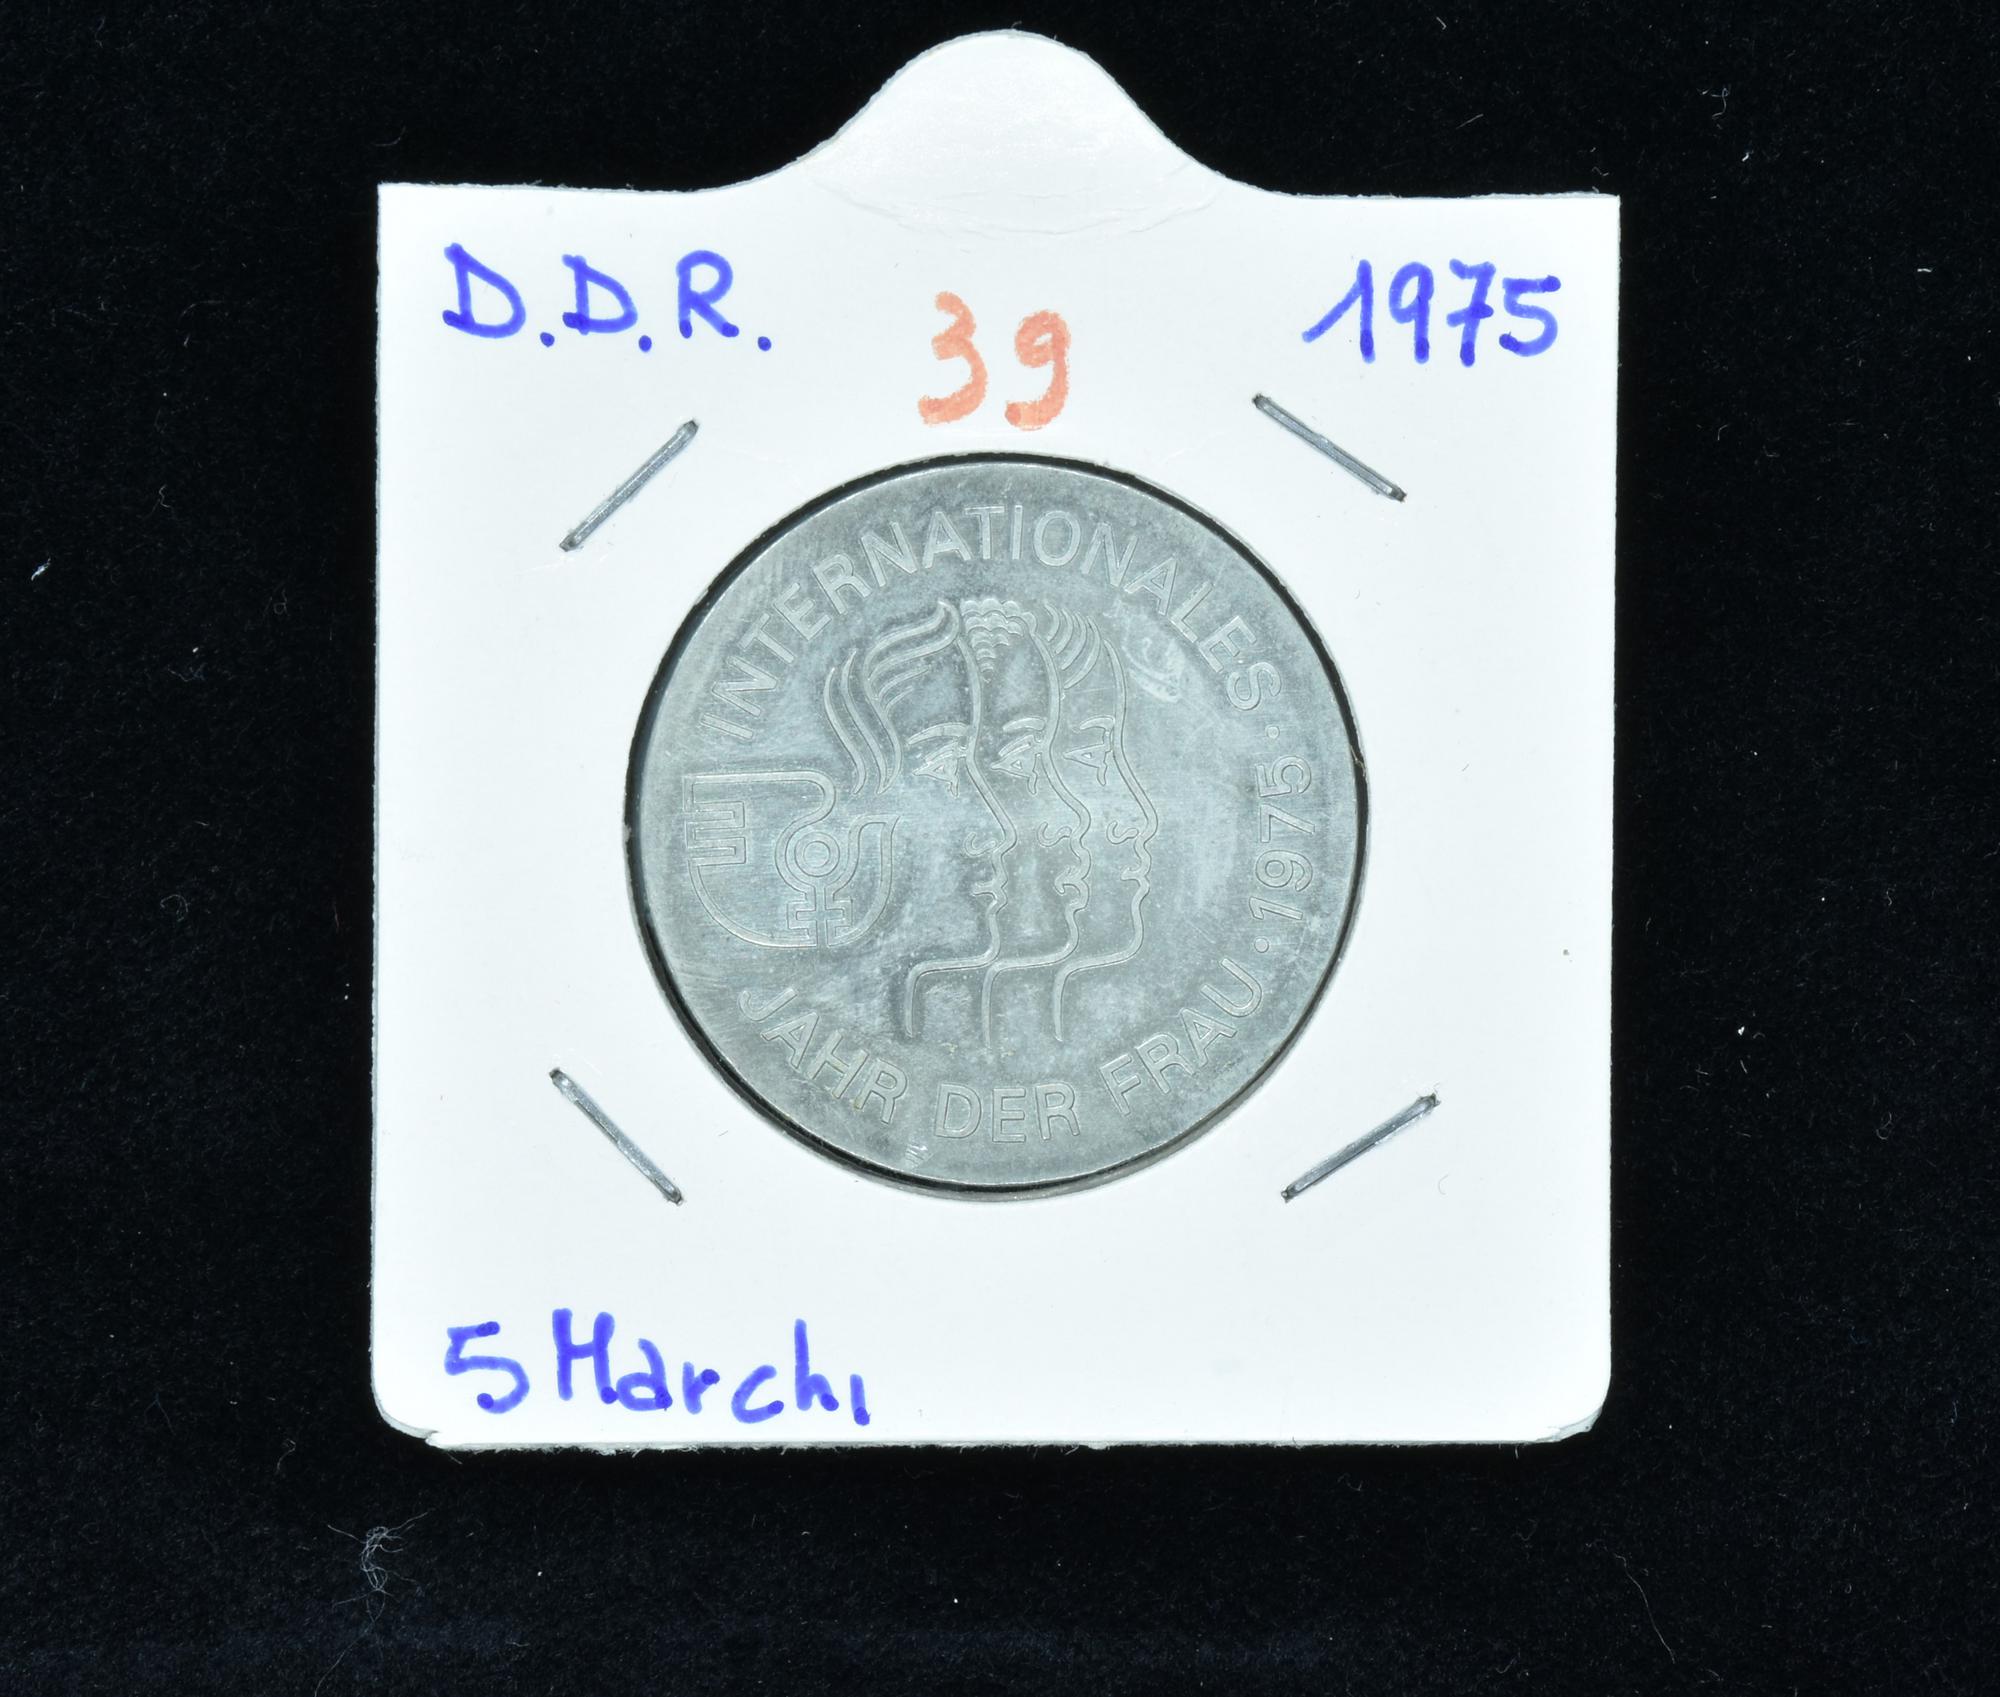 D.D.R.
39
1975
INTERNATIONALES · 1975 ·
JAHR DER FRAU
5 Marchi